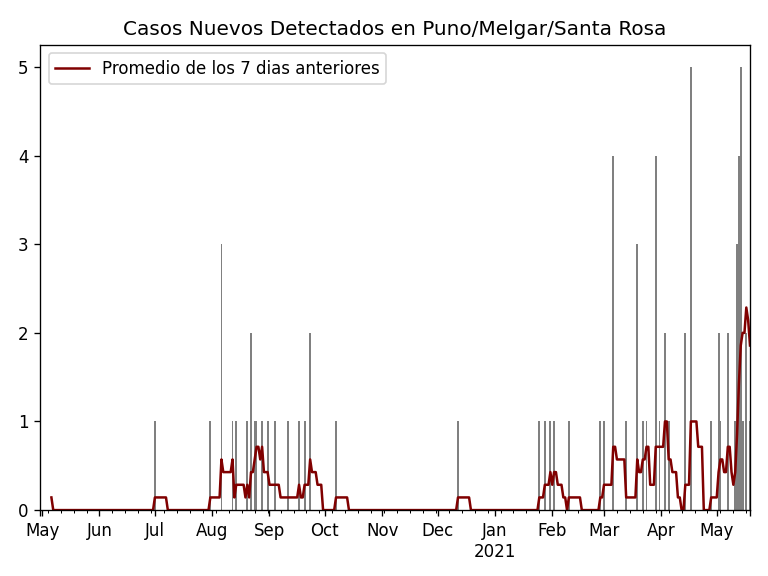 Casos Nuevos Detectados en Puno/Melgar/Santa Rosa
Promedio de los 7 dias anteriores
5
4
3
2
1
0
May Jun Jul Aug Sep Oct Nov Dec Jan Feb Mar Apr May
2021